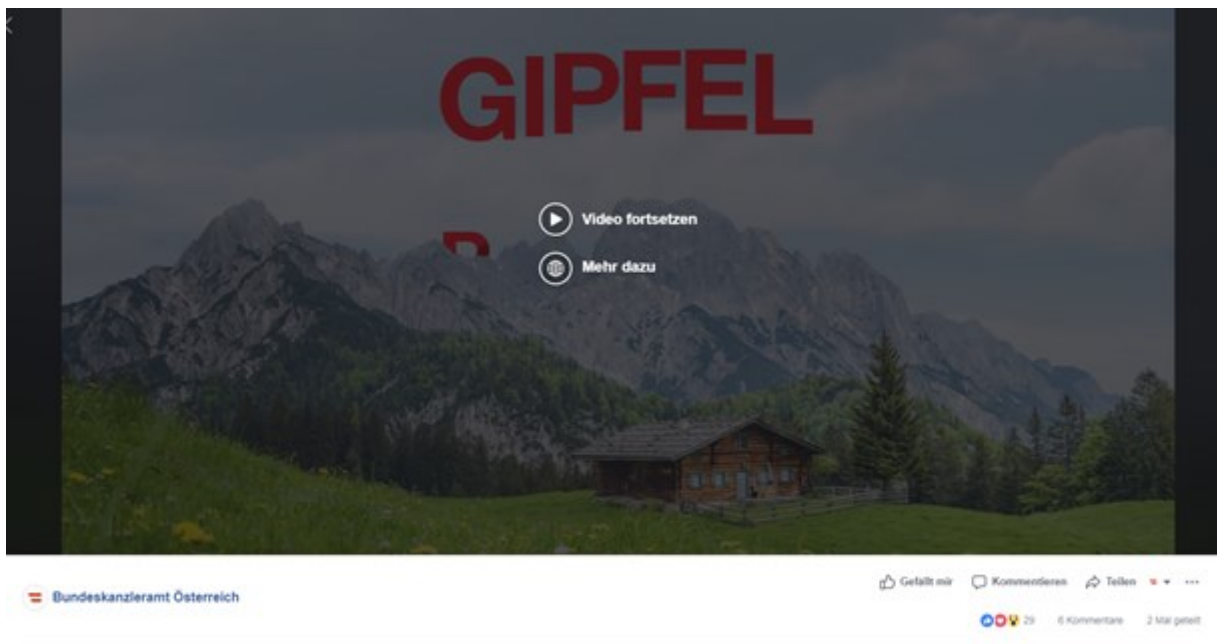 GIPFEL
Video fortsetzen
Mehr dazu
Bundeskanzleramt Österreich
Gefällt mir Kommentieren Teilen
29 6 Kommentare 2 Mal geteilt